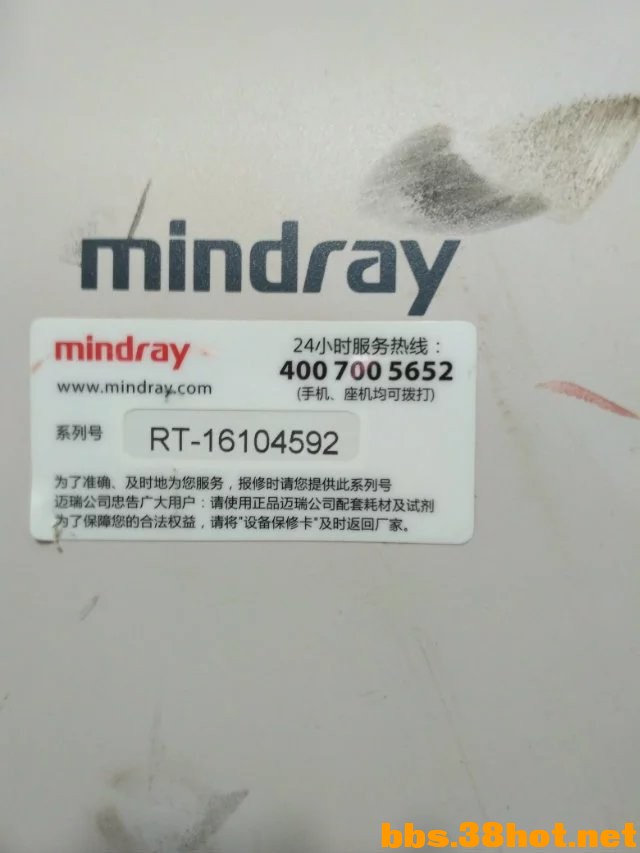 mindray
mindray
www.mindray.com
24小时服务热线：
400 700 5652
(手机、座机均可拨打)
系列号
RT-16104592
为了准确、及时地为您服务，报修时请您提供此系列号
迈瑞公司忠告广大用户：请使用正品迈瑞公司配套耗材及试剂
为了保障您的合法权益，请将"设备保修卡"及时返回厂家。
bbs.38hot.net